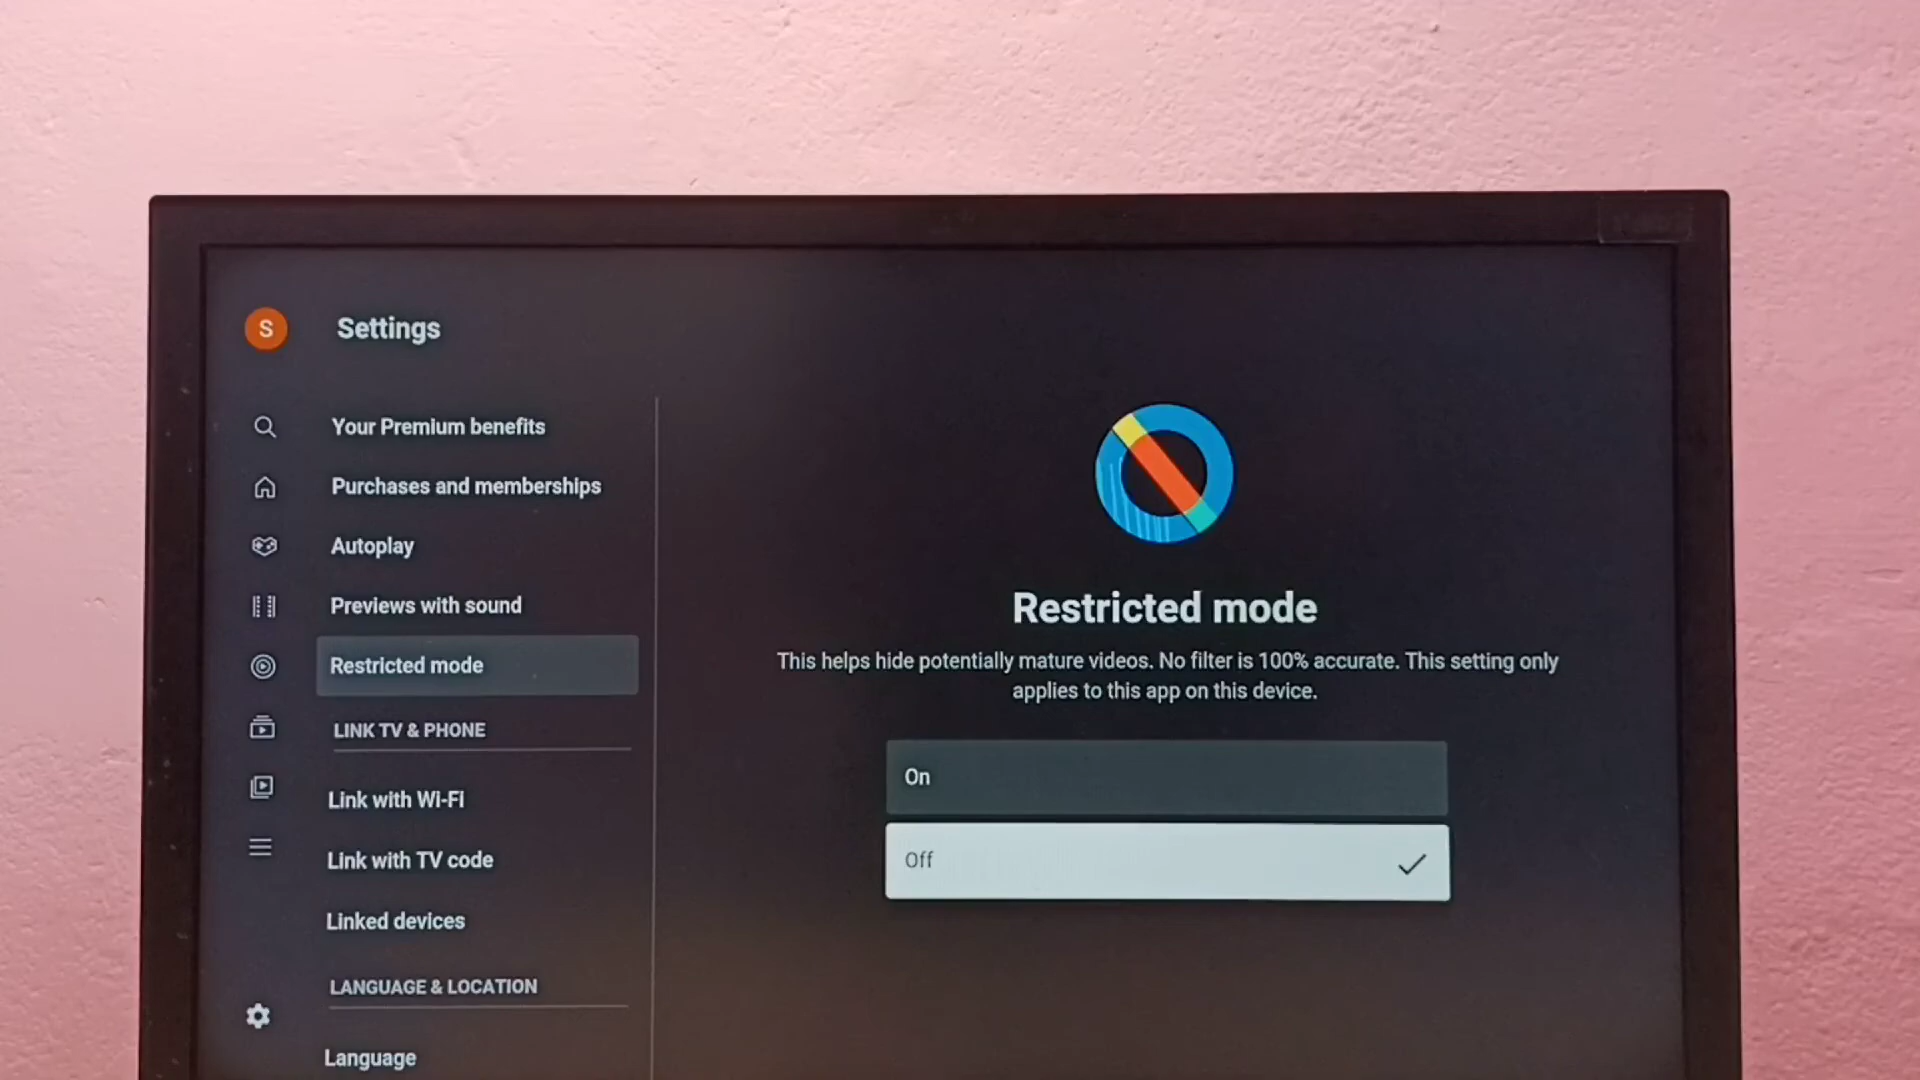 S
Settings
Your Premium benefits
Purchases and memberships
Autoplay
Previews with sound
Restricted mode
LINK TV & PHONE
Link with Wi-Fi
Link with TV code
Linked devices
LANGUAGE & LOCATION
Language
Restricted mode
This helps hide potentially mature videos. No filter is 100% accurate. This setting only
applies to this app on this device.
On
Off